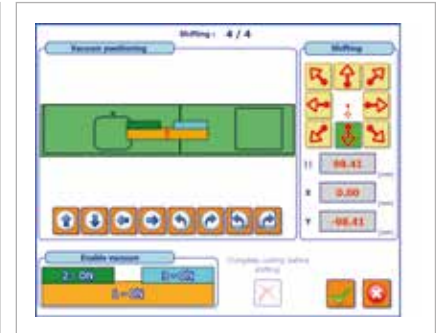 Shifting : 4 / 4
Vacuum positioning
Shifting
98.41
X 0.00
Y -98.41
Enable vacuum
Complete cutting before shifting
2 : ON